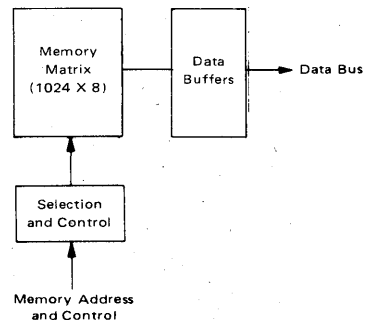 Memory
Matrix
(1024 X 8)
Data
Buffers
Data Bus
Selection
and Control
Memory Address
and Control